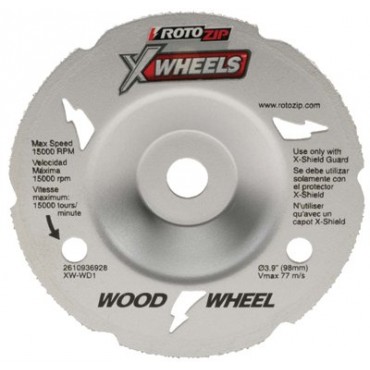 ROTOZIP
XWHEELS™
www.rotozip.com
Max Speed
15000 RPM
Velocidad
Máxima
15000 rpm
Vitesse
maximum:
15000 tours/
minute
Use only with
X-Shield Guard
Se debe utilizar
solamente con
el protector
X-Shield
N'utiliser
qu'avec un
capot X-Shield
2610936928
XW-WD1
Ø3.9" (98mm)
Vmax 77 m/s
WOOD WHEEL